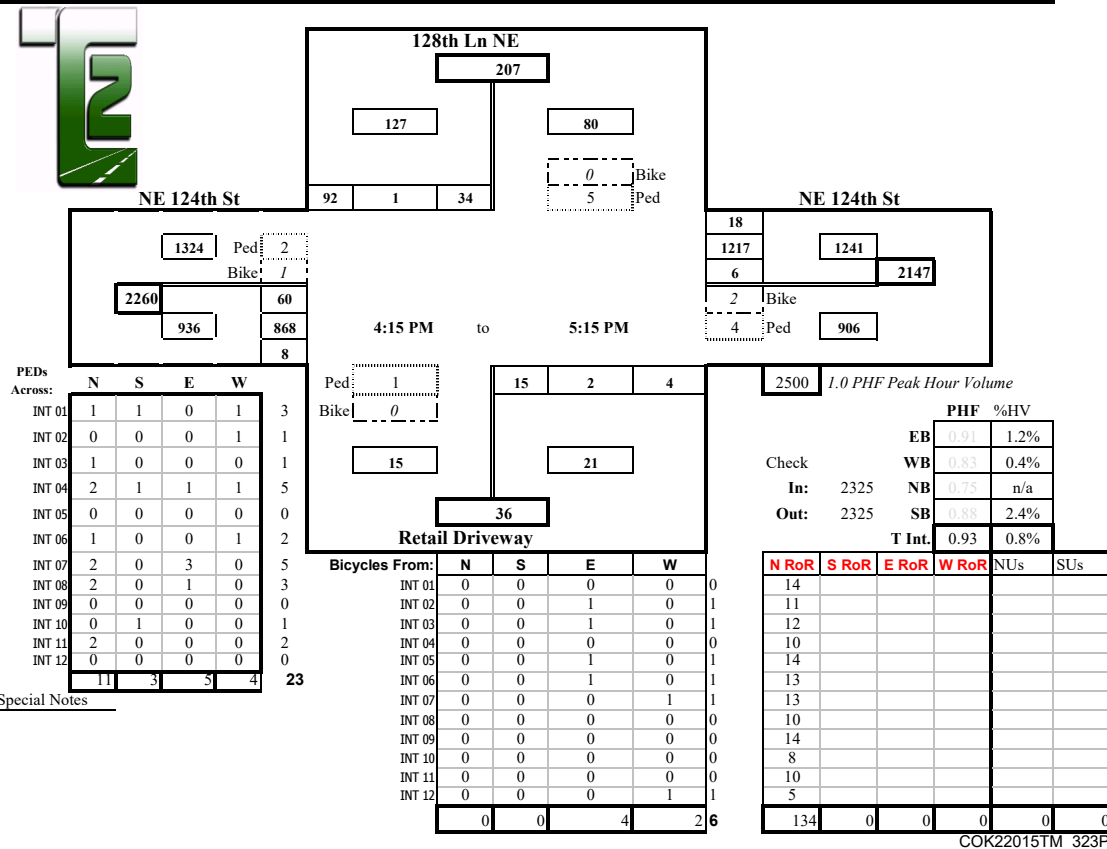 T2
128th Ln NE
207
127 80
0 Bike
NE 124th St 92 1 34 5 Ped NE 124th St
18
1324 Ped 2 1217 1241
Bike 1 6 2147
2260 60 2 Bike
936 868 4:15 PM to 5:15 PM 4 Ped 906
8
PEDs
Across: N S E W Ped 1 15 2 4 2500 1.0 PHF Peak Hour Volume
INT 01 1 1 0 1 3 Bike 0 PHF %HV
INT 02 0 0 0 1 1 EB 0.91 1.2%
INT 03 1 0 0 0 1 15 21 Check WB 0.83 0.4%
INT 04 2 1 1 1 5 In: 2325 NB 0.75 n/a
INT 05 0 0 0 0 0 36 Out: 2325 SB 0.88 2.4%
INT 06 1 0 0 1 2 Retail Driveway T Int. 0.93 0.8%
INT 07 2 0 3 0 5 Bicycles From: N S E W N RoR S RoR E RoR W RoR NUs SUs
INT 08 2 0 1 0 3 INT 01 0 0 0 0 0 14
INT 09 0 0 0 0 0 INT 02 0 0 1 0 1 11
INT 10 0 1 0 0 1 INT 03 0 0 1 0 1 12
INT 11 2 0 0 0 2 INT 04 0 0 0 0 0 10
INT 12 0 0 0 0 0 INT 05 0 0 1 0 1 14
11 3 5 4 23 INT 06 0 0 1 0 1 13
Special Notes INT 07 0 0 0 1 1 13
INT 08 0 0 0 0 0 10
INT 09 0 0 0 0 0 14
INT 10 0 0 0 0 0 8
INT 11 0 0 0 0 0 10
INT 12 0 0 0 1 1 5
0 0 4 2 6 134 0 0 0 0 0
COK22015TM_323P